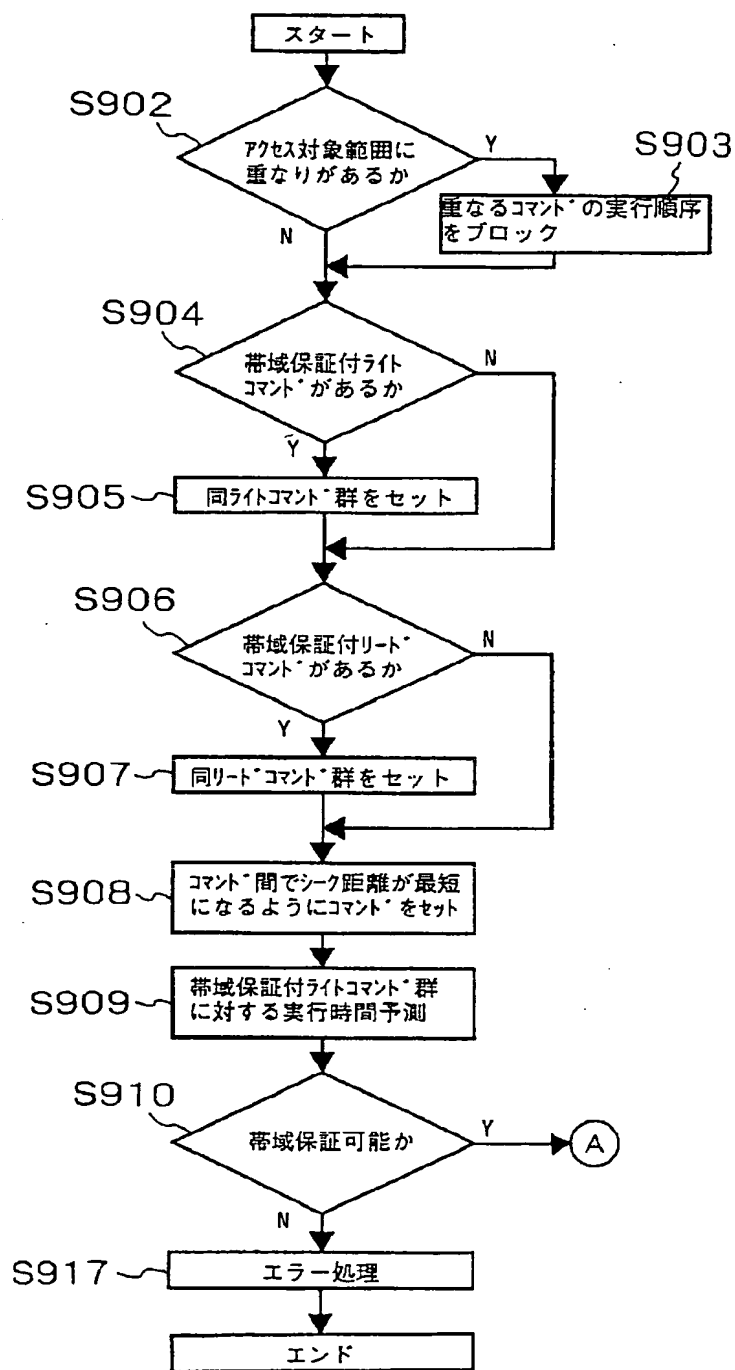 スタート
S902
アクセス対象範囲に
重なりがあるか
Y
S903
重なるコマンドの実行順序
をブロック
N
S904
帯域保証付ライト
コマンドがあるか
N
Y
S905
同ライトコマンド群をセット
S906
帯域保証付リード
コマンドがあるか
N
Y
S907
同リードコマンド群をセット
S908
コマンド間でシーク距離が最短
になるようにコマンドをセット
S909
帯域保証付ライトコマンド群
に対する実行時間予測
S910
帯域保証可能か
Y
A
N
S917
エラー処理
エンド